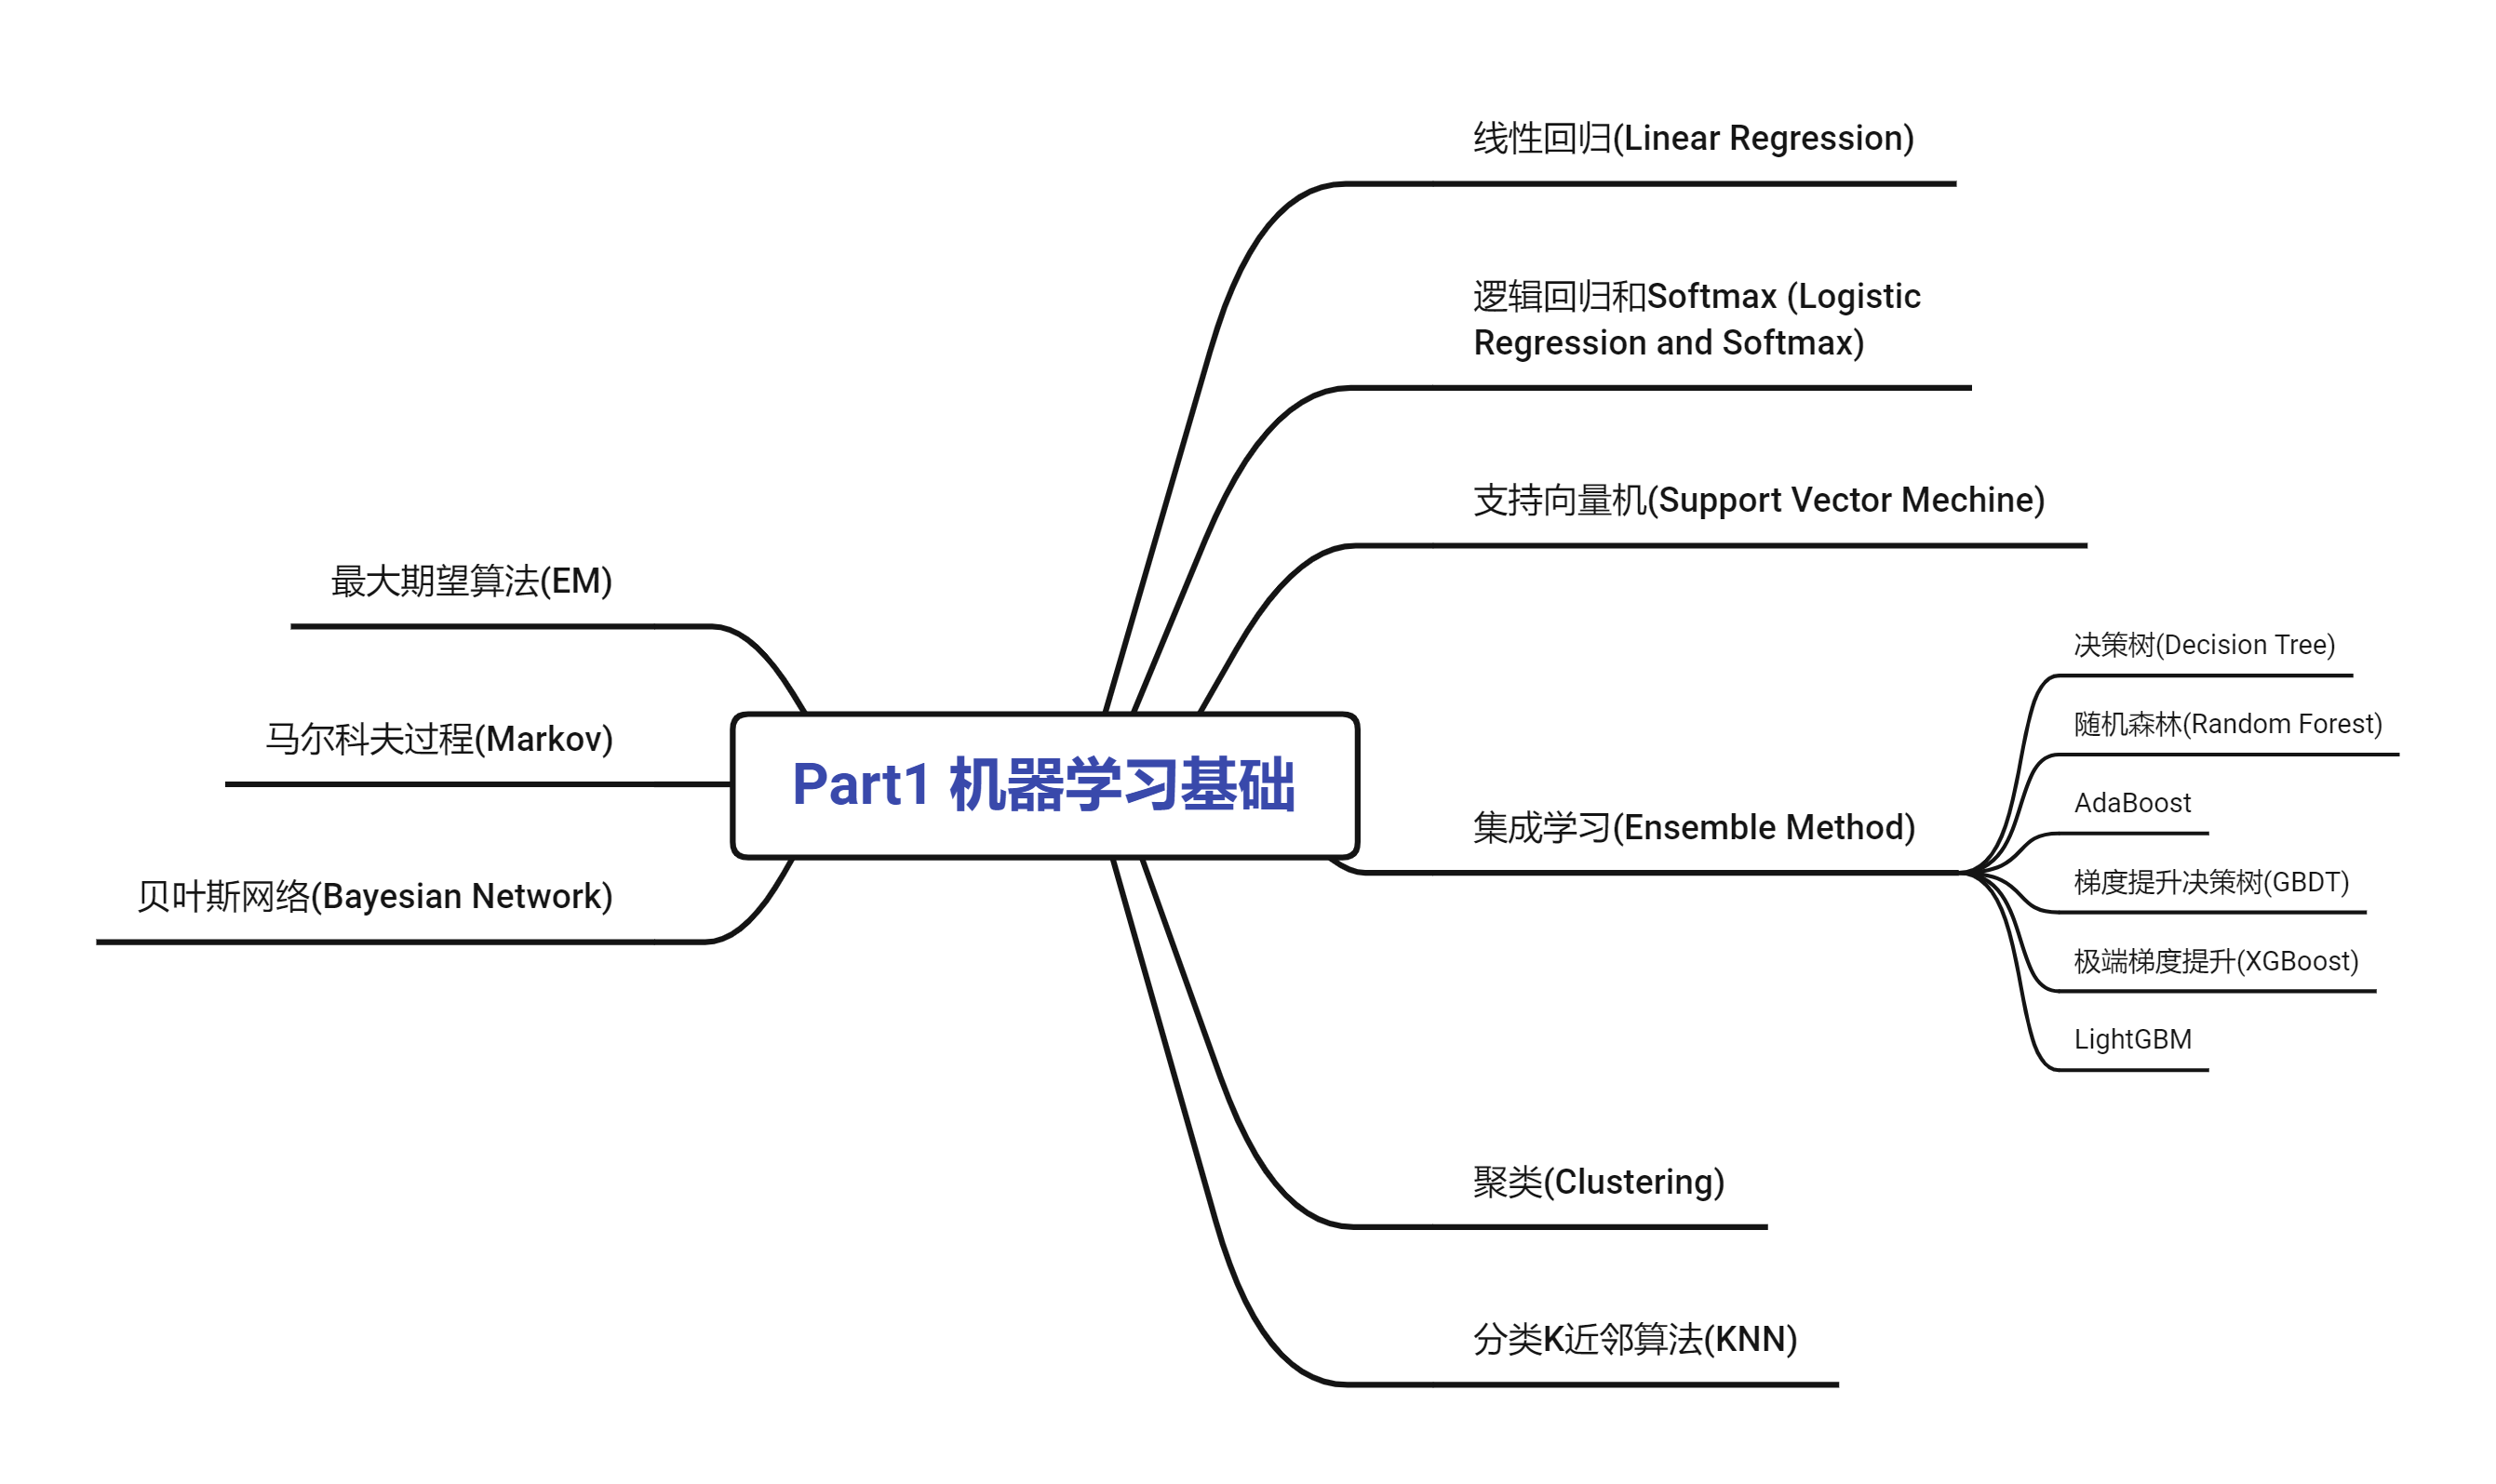 Part1 机器学习基础
线性回归(Linear Regression)
逻辑回归和Softmax (Logistic
Regression and Softmax)
支持向量机(Support Vector Mechine)
集成学习(Ensemble Method)
决策树(Decision Tree)
随机森林(Random Forest)
AdaBoost
梯度提升决策树(GBDT)
极端梯度提升(XGBoost)
LightGBM
聚类(Clustering)
分类K近邻算法(KNN)
最大期望算法(EM)
马尔科夫过程(Markov)
贝叶斯网络(Bayesian Network)